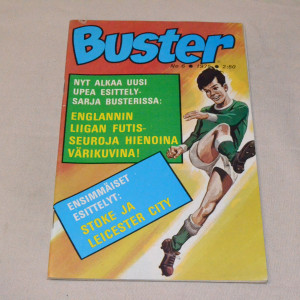 Buster
NYT ALKAA UUSI
UPEA ESITTELY-
SARJA BUSTERISSA:
ENGLANNIN
LIIGAN FUTIS-
SEUROJA HIENOINA
VÄRIKUVINA!
ENSIMMÄISET
ESITTELYT:
STOKE JA
LEICESTER CITY